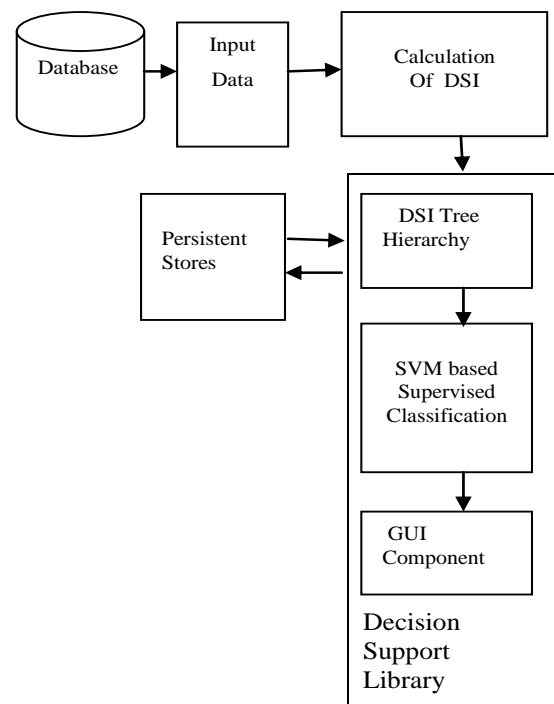 Database
Input
Data
Calculation
Of DSI
Persistent
Stores
DSI Tree
Hierarchy
SVM based
Supervised
Classification
GUI
Component
Decision
Support
Library